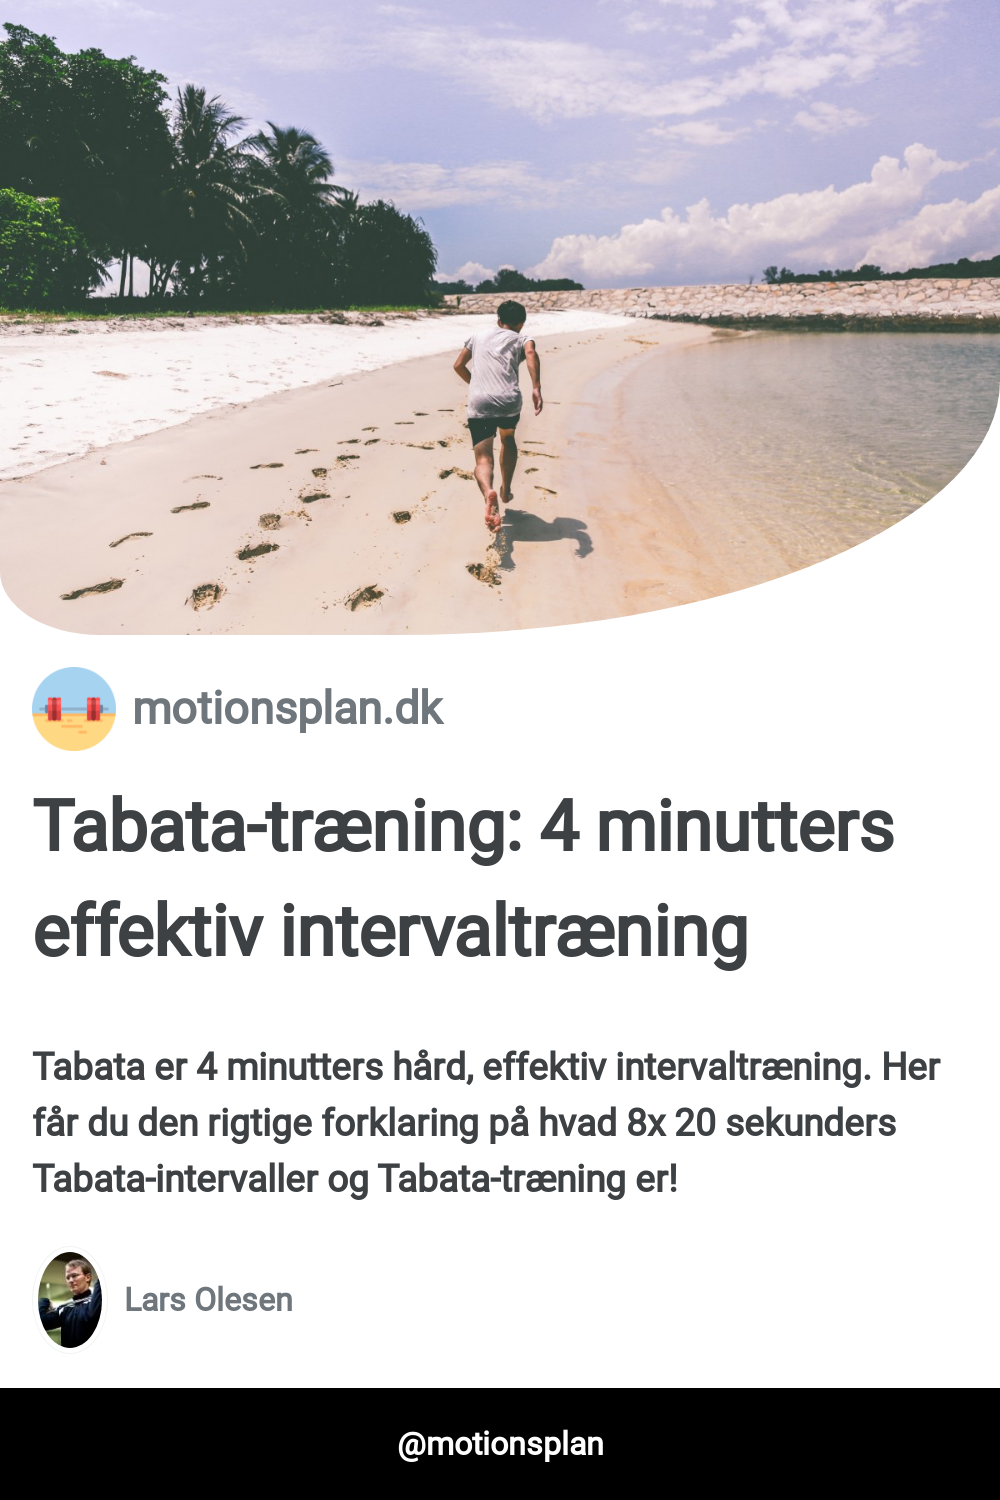 motionsplan.dk
Tabata-træning: 4 minutters
effektiv intervaltræning
Tabata er 4 minutters hård, effektiv intervaltræning. Her
får du den rigtige forklaring på hvad 8x 20 sekunders
Tabata-intervaller og Tabata-træning er!
Lars Olesen
@motionsplan